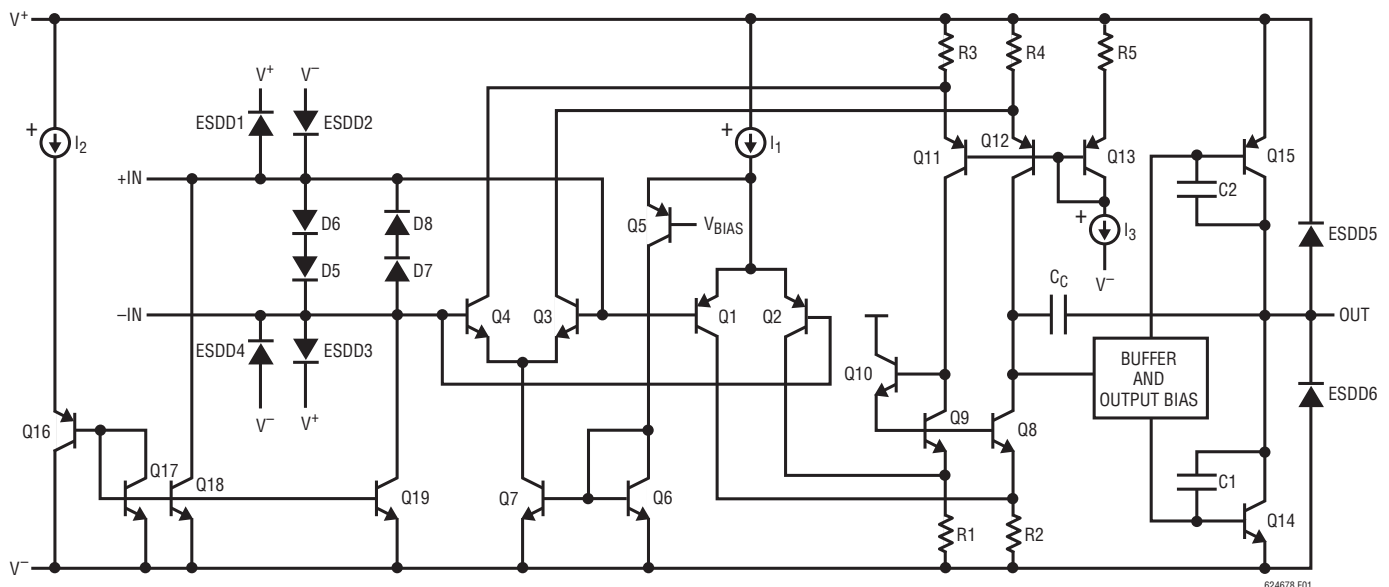 V+
R3
R4
R5
V+
V−
ESDD1
ESDD2
+
I2
+
I1
Q11
Q12
Q13
Q15
C2
+IN
D6
D8
Q5
VBIAS
+
I3
ESDD5
D5
D7
V−
CC
−IN
Q4
Q3
Q1
Q2
OUT
ESDD4
ESDD3
BUFFER
AND
OUTPUT BIAS
Q10
ESDD6
V−
V+
Q16
Q9
Q8
Q17
Q18
Q19
Q7
Q6
C1
Q14
R1
R2
V−
624678 F01